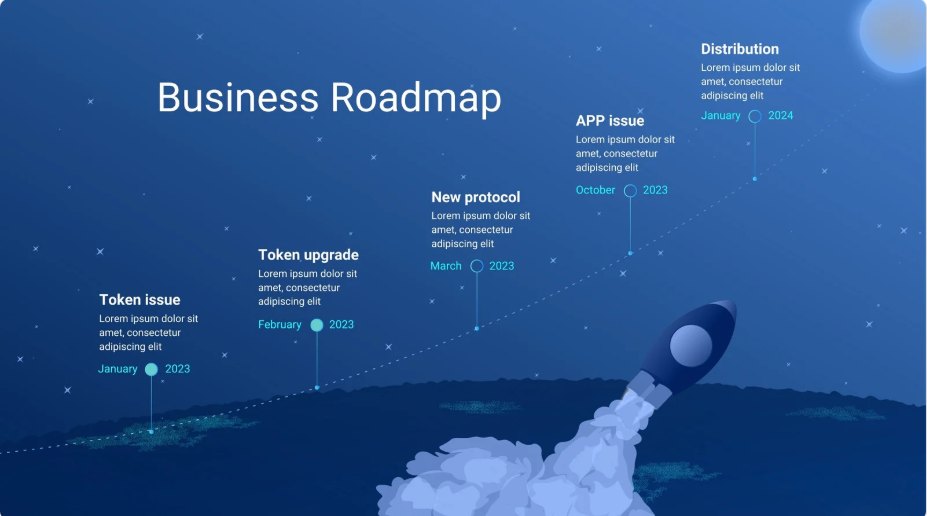 Business Roadmap
Token issue
Lorem ipsum dolor sit
amet, consectetur
adipiscing elit
January 2023
Token upgrade
Lorem ipsum dolor sit
amet, consectetur
adipiscing elit
February 2023
New protocol
Lorem ipsum dolor sit
amet, consectetur
adipiscing elit
March 2023
APP issue
Lorem ipsum dolor sit
amet, consectetur
adipiscing elit
October 2023
Distribution
Lorem ipsum dolor sit
amet, consectetur
adipiscing elit
January 2024